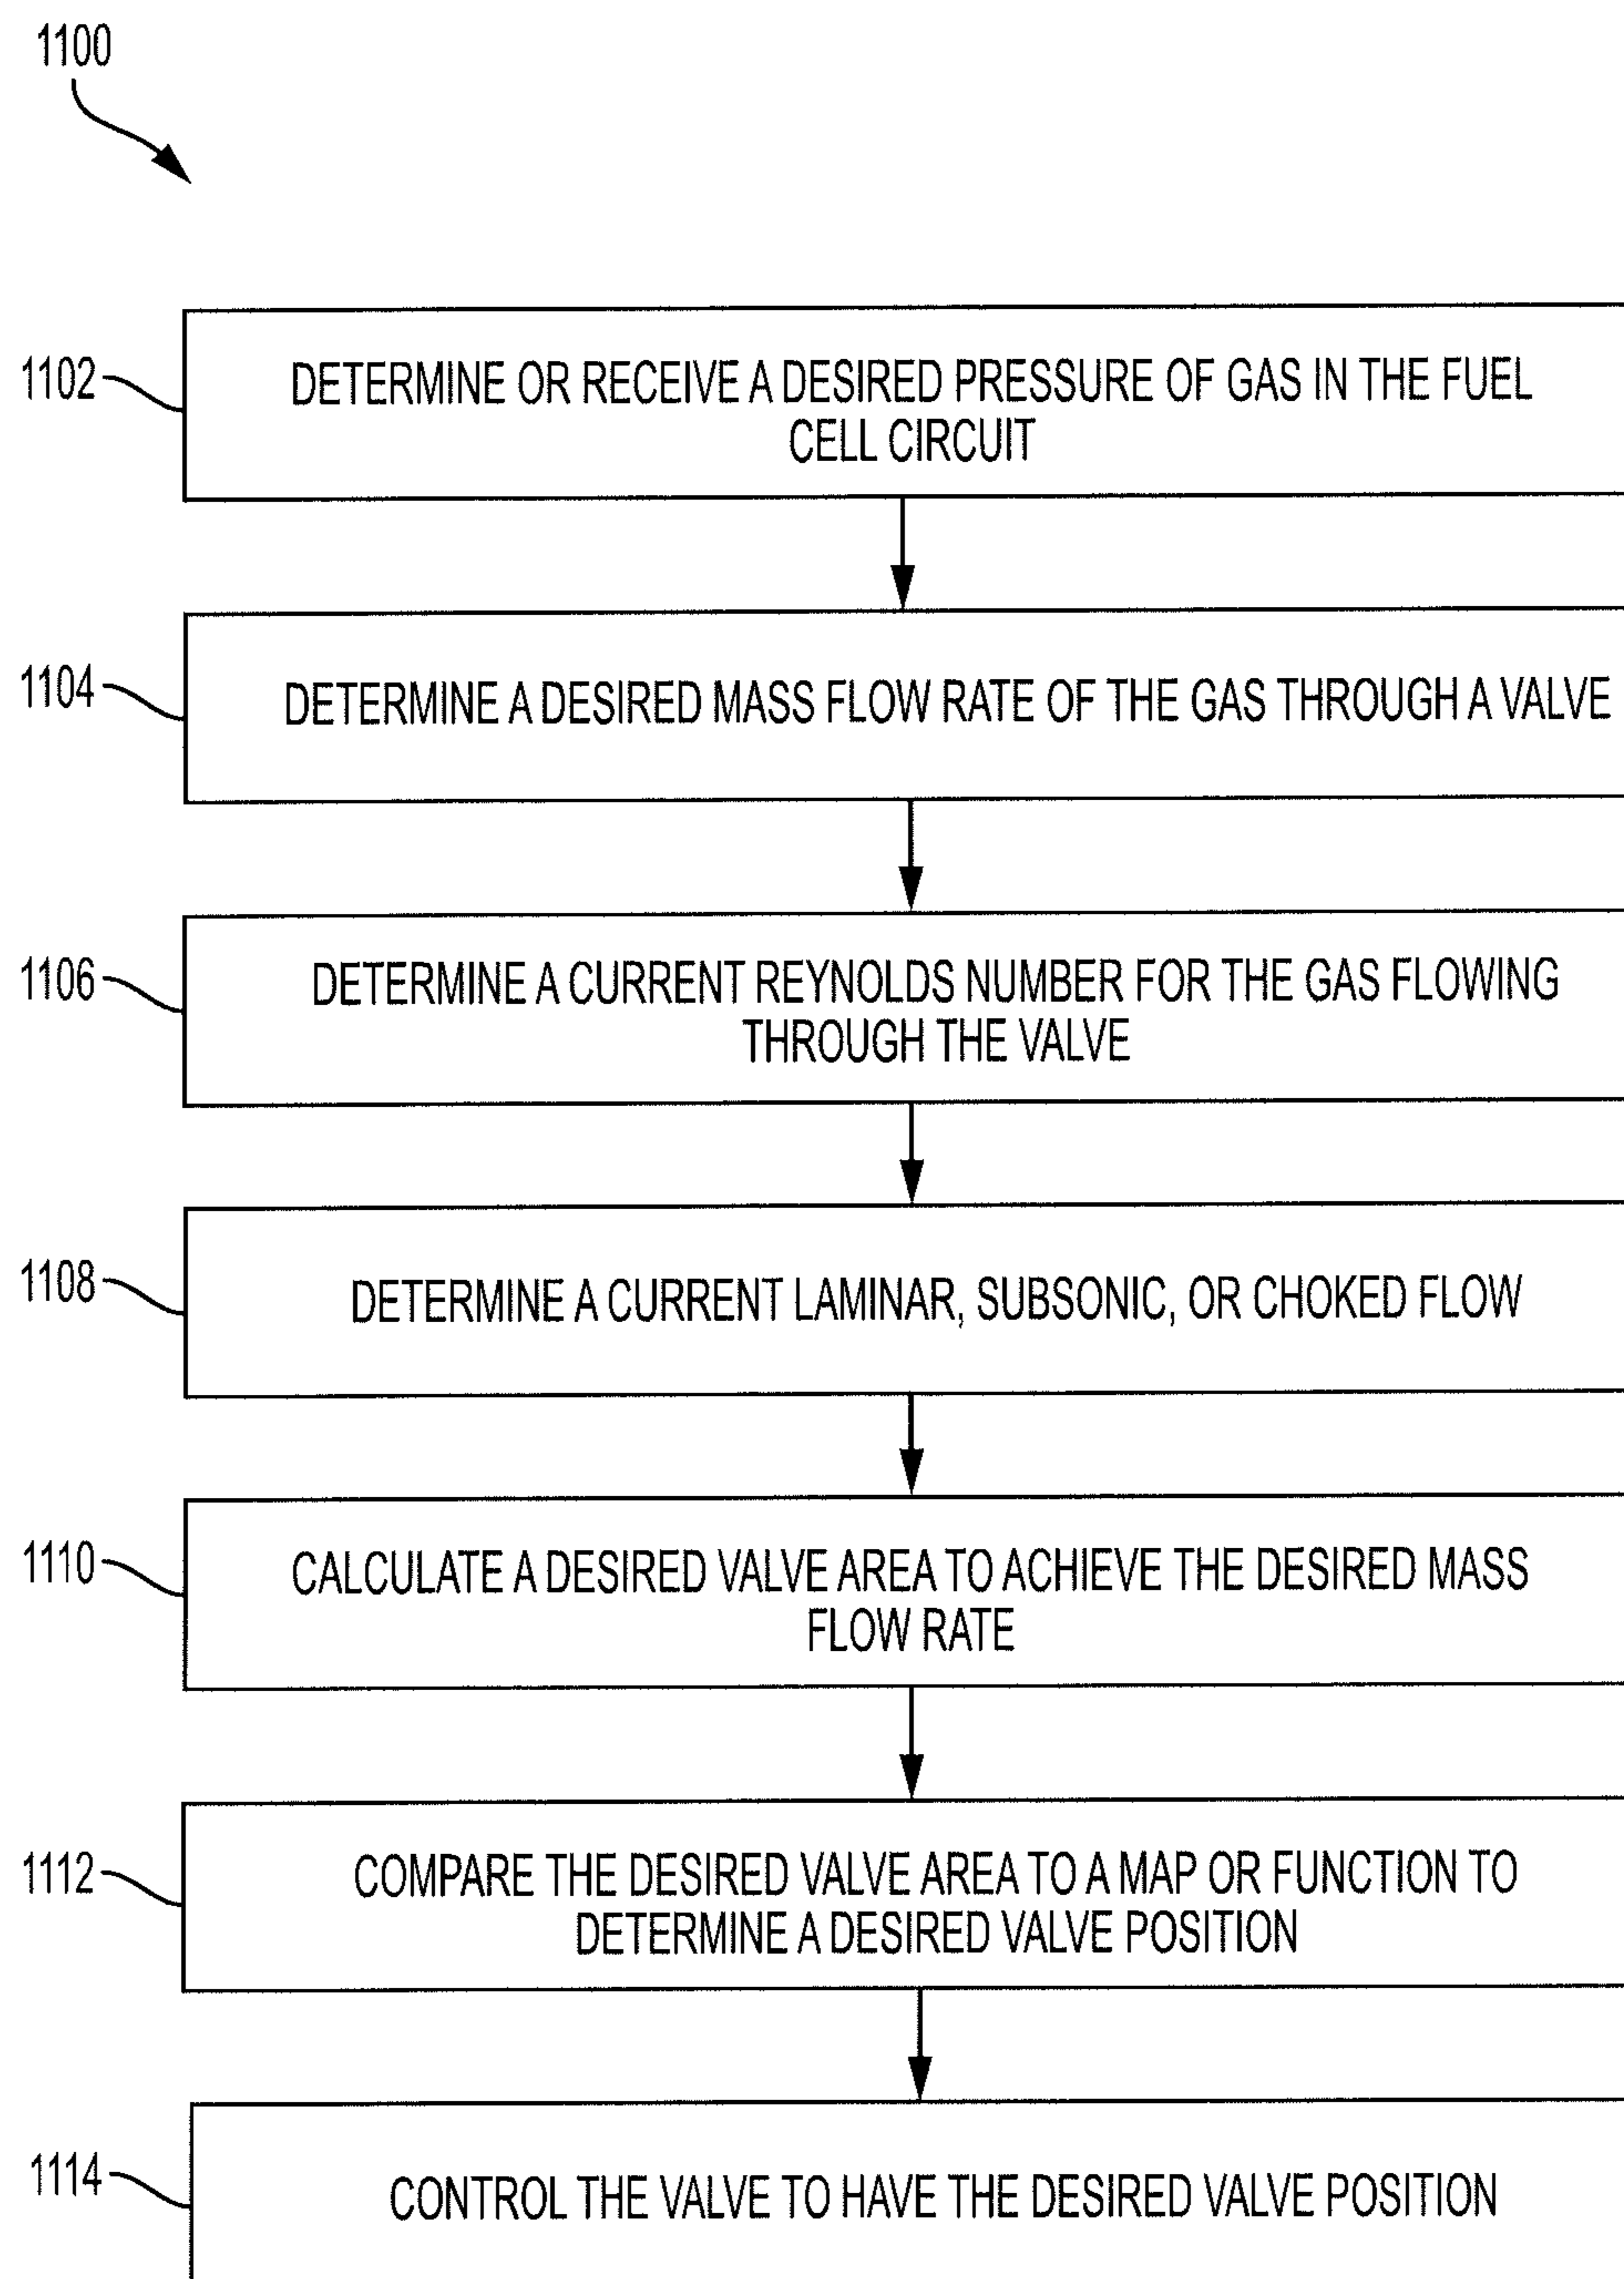 1100
1102
DETERMINE OR RECEIVE A DESIRED PRESSURE OF GAS IN THE FUEL
CELL CIRCUIT
1104
DETERMINE A DESIRED MASS FLOW RATE OF THE GAS THROUGH A VALVE
1106
DETERMINE A CURRENT REYNOLDS NUMBER FOR THE GAS FLOWING
THROUGH THE VALVE
1108
DETERMINE A CURRENT LAMINAR, SUBSONIC, OR CHOKED FLOW
1110
CALCULATE A DESIRED VALVE AREA TO ACHIEVE THE DESIRED MASS
FLOW RATE
1112
COMPARE THE DESIRED VALVE AREA TO A MAP OR FUNCTION TO
DETERMINE A DESIRED VALVE POSITION
1114
CONTROL THE VALVE TO HAVE THE DESIRED VALVE POSITION